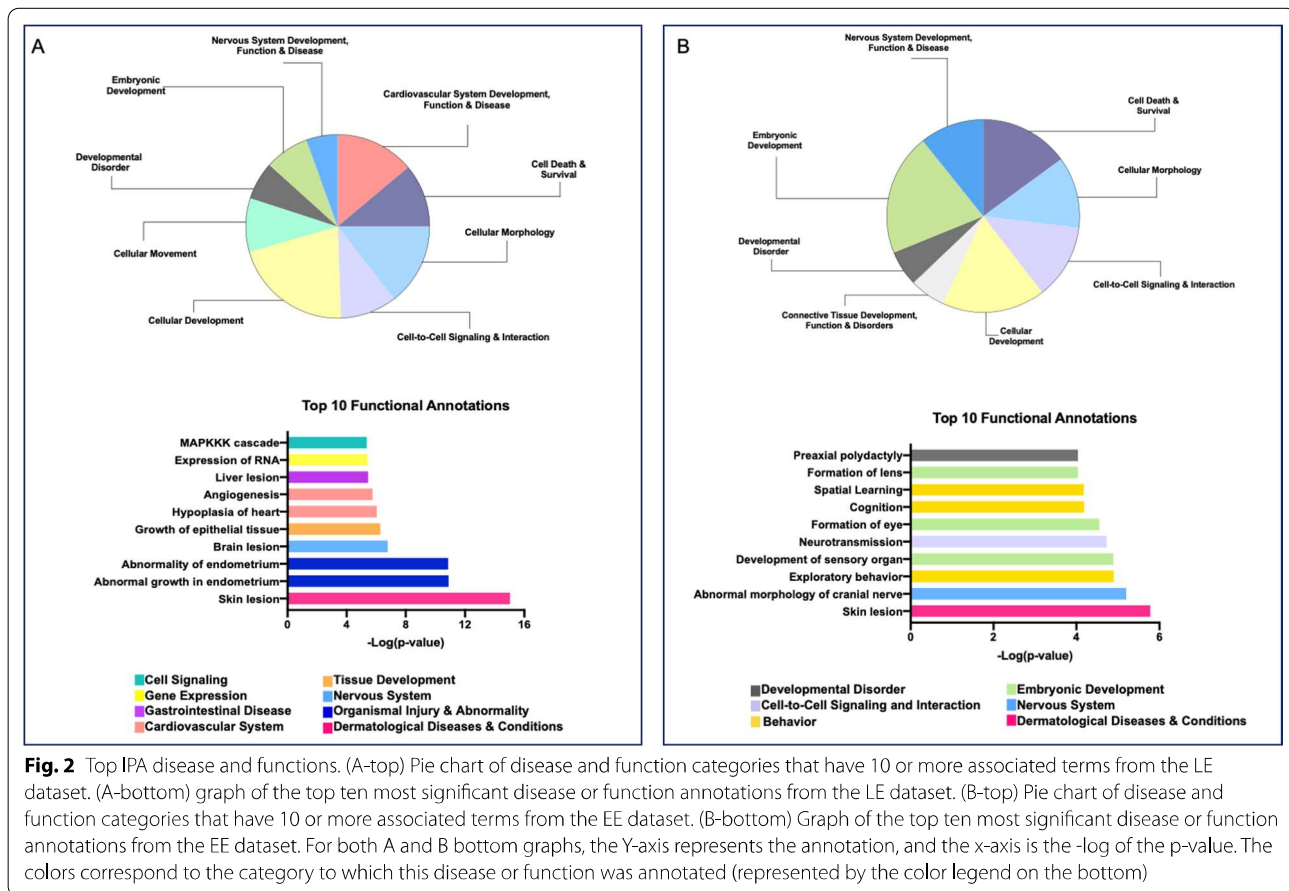 A
Nervous System Development,
Function & Disease
Embryonic
Development
Cardiovascular System Development,
Function & Disease
Developmental
Disorder
Cell Death &
Survival
Cellular Morphology
Cellular Movement
Cellular Development
Cell-to-Cell Signaling & Interaction
Top 10 Functional Annotations
MAPKKK cascade
Expression of RNA
Liver lesion
Angiogenesis
Hypoplasia of heart
Growth of epithelial tissue
Brain lesion
Abnormality of endometrium
Abnormal growth in endometrium
Skin lesion
0 4 8 12 16
-Log(p-value)
Cell Signaling
Gene Expression
Gastrointestinal Disease
Cardiovascular System
Tissue Development
Nervous System
Organismal Injury & Abnormality
Dermatological Diseases & Conditions
B
Nervous System Development,
Function & Disease
Cell Death &
Survival
Embryonic
Development
Cellular Morphology
Developmental
Disorder
Cell-to-Cell Signaling & Interaction
Connective Tissue Development,
Function & Disorders
Cellular
Development
Top 10 Functional Annotations
Preaxial polydactyly
Formation of lens
Spatial Learning
Cognition
Formation of eye
Neurotransmission
Development of sensory organ
Exploratory behavior
Abnormal morphology of cranial nerve
Skin lesion
0 2 4 6
-Log(p-value)
Developmental Disorder
Cell-to-Cell Signaling and Interaction
Behavior
Embryonic Development
Nervous System
Dermatological Diseases & Conditions
Fig. 2 Top IPA disease and functions. (A-top) Pie chart of disease and function categories that have 10 or more associated terms from the LE
dataset. (A-bottom) graph of the top ten most significant disease or function annotations from the LE dataset. (B-top) Pie chart of disease and
function categories that have 10 or more associated terms from the EE dataset. (B-bottom) Graph of the top ten most significant disease or function
annotations from the EE dataset. For both A and B bottom graphs, the Y-axis represents the annotation, and the x-axis is the -log of the p-value. The
colors correspond to the category to which this disease or function was annotated (represented by the color legend on the bottom)